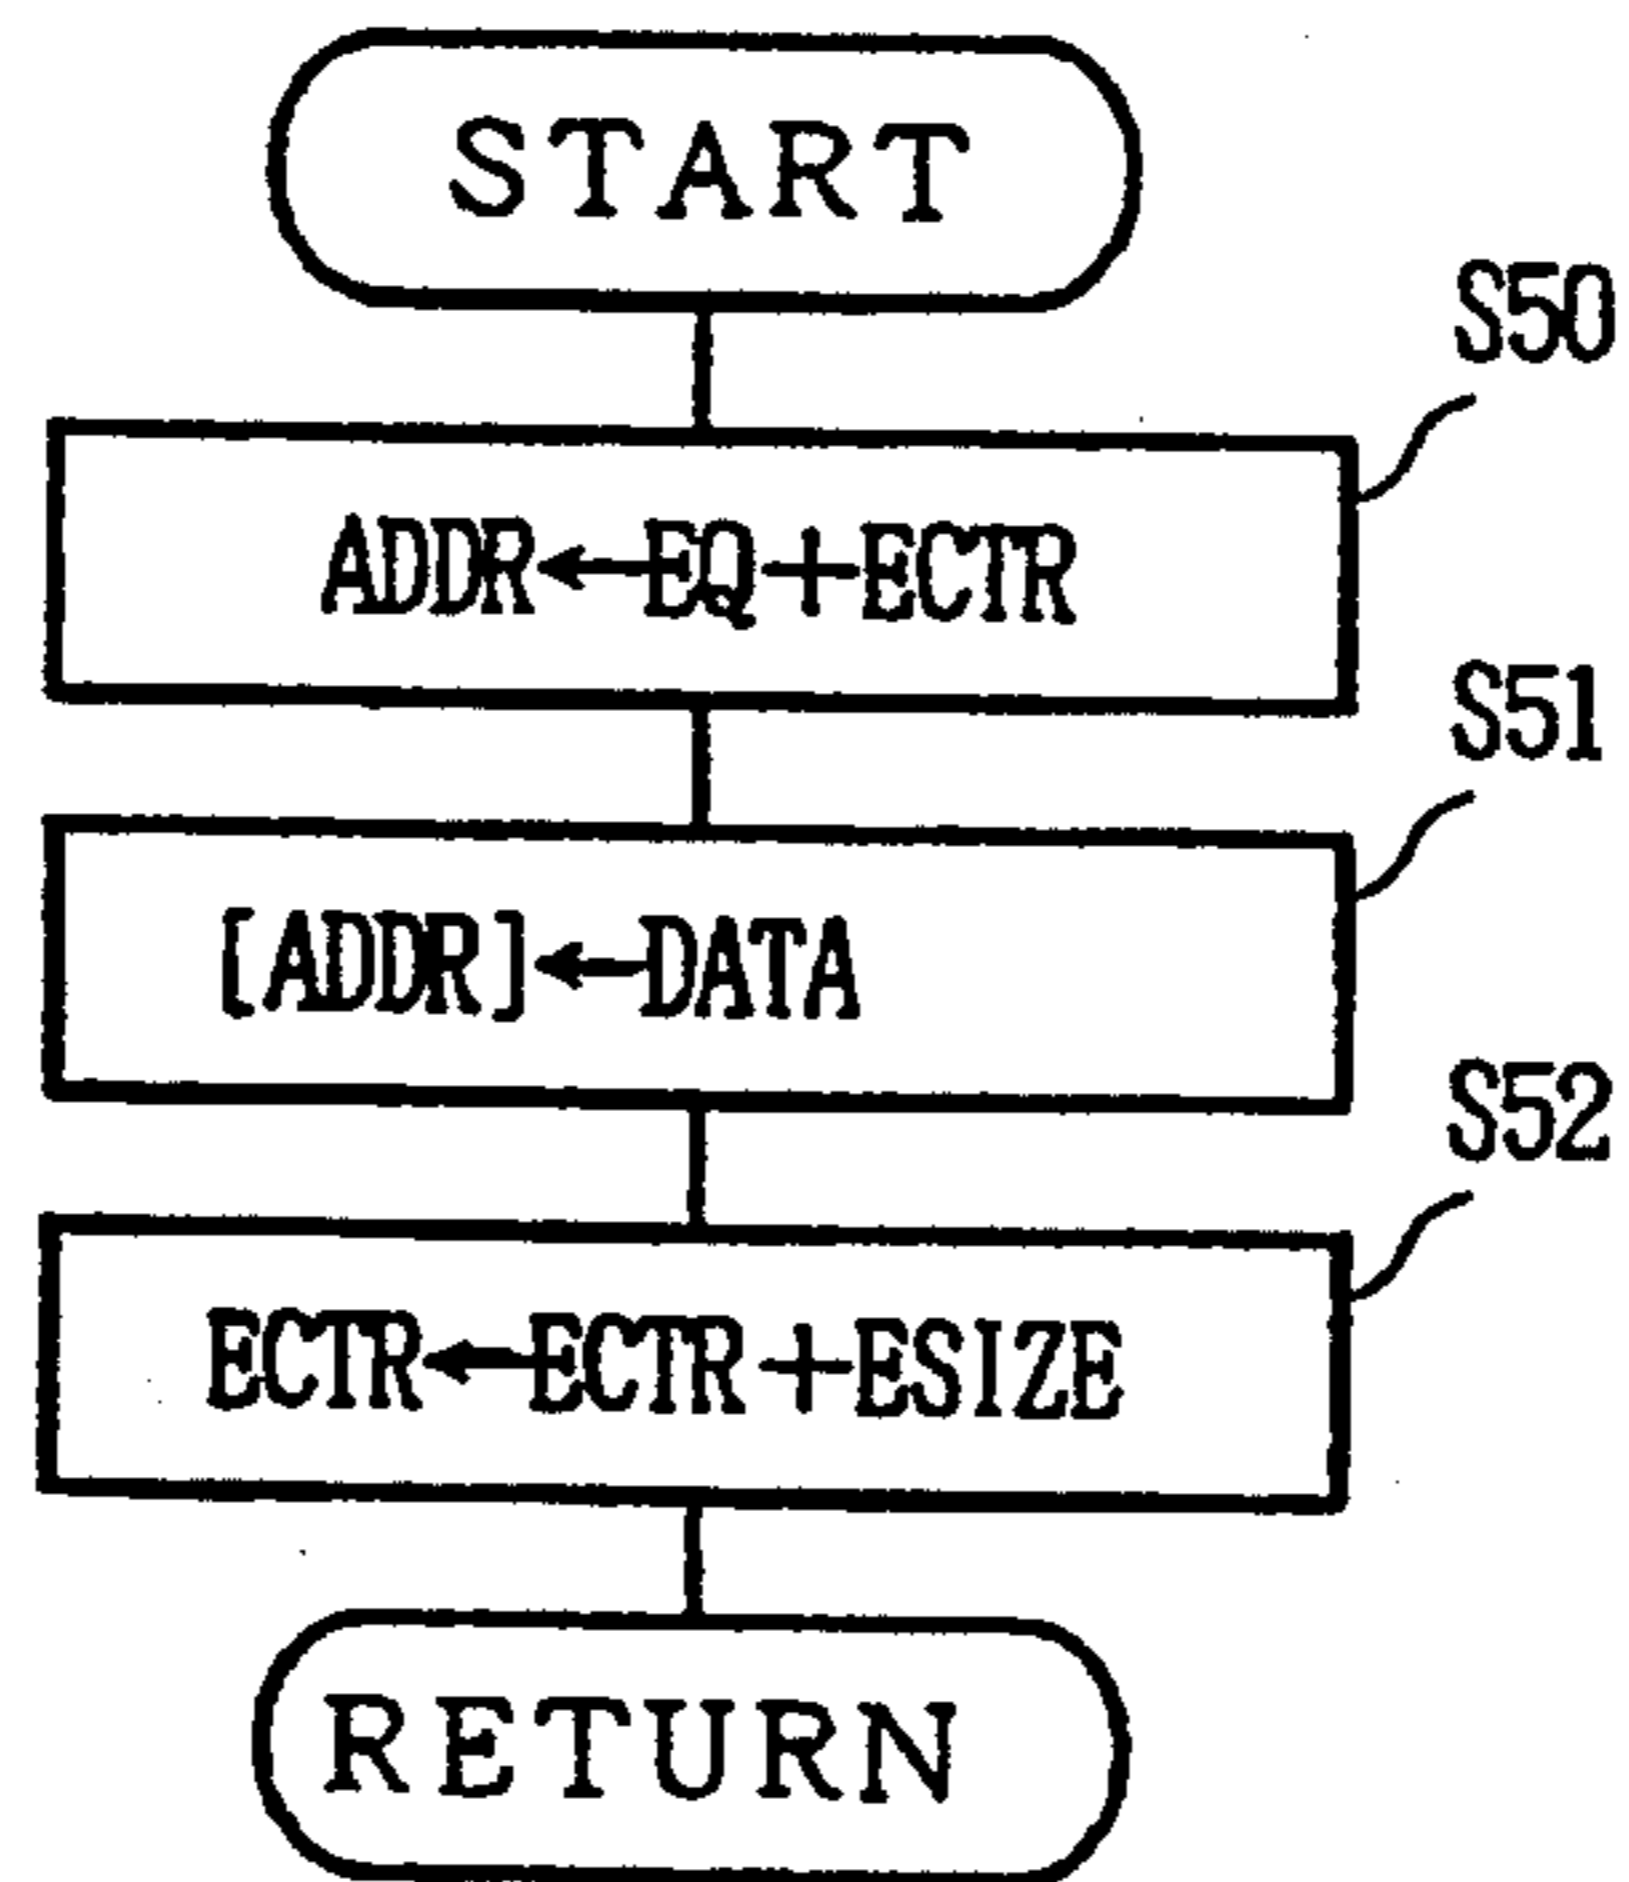 START
S50
ADDR←EQ+ECTR
S51
[ADDR]←DATA
S52
ECTR←ECTR+ESIZE
RETURN